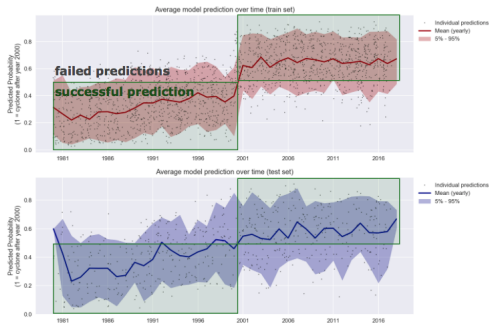 Average model prediction over time (train set)
Individual predictions
Mean (yearly)
5% - 95%
0.8
0.6
failed predictions
successful prediction
0.4
0.2
0.0
Predicted Probability
(1 = cyclone after year 2000)
1981
1986
1991
1996
2001
2006
2011
2016
Average model prediction over time (test set)
Individual predictions
Mean (yearly)
5% - 95%
0.8
0.6
0.4
0.2
0.0
Predicted Probability
(1 = cyclone after year 2000)
1981
1986
1991
1996
2001
2006
2011
2016